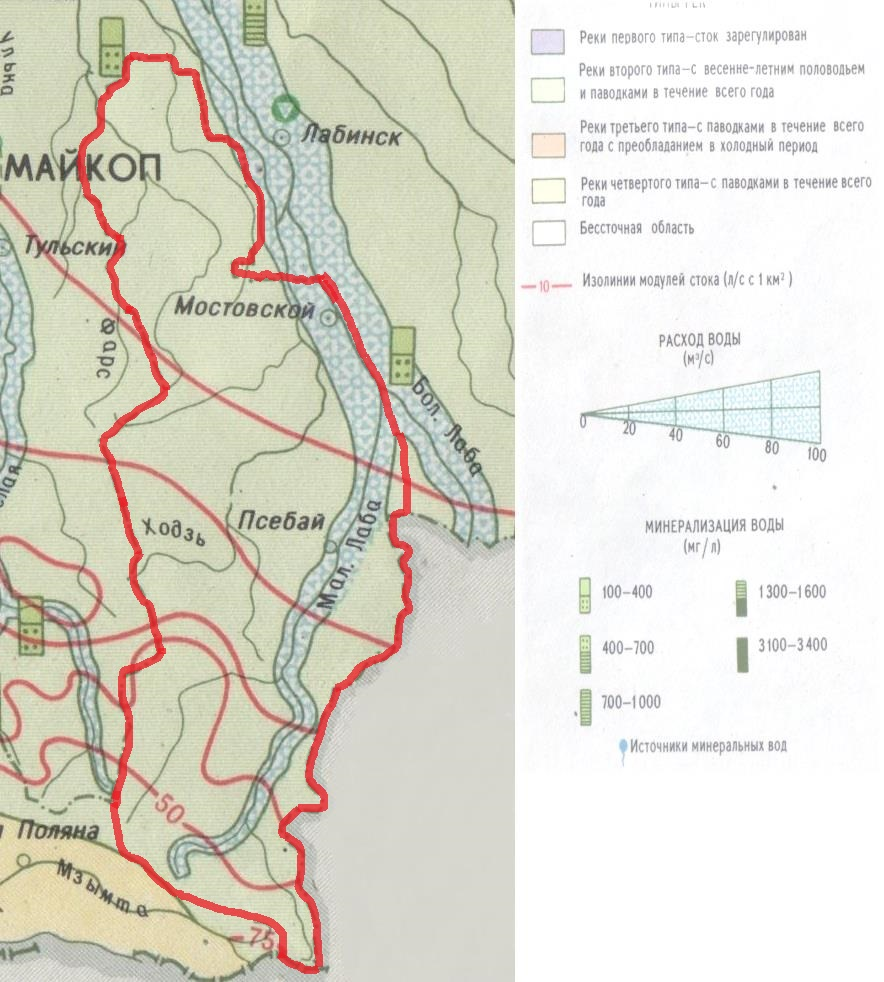 Лабинск
МАЙКОП
Тульский
Мостовской
Фарс
Бол. Лаба
Псебай
Ходзь
Мал. Лаба
50
Поляна
Мзымта
75
Реки первого типа–сток зарегулирован
Реки второго типа–с весенне-летним половодьем
и паводками в течение всего года
Реки третьего типа–с паводками в течение всего
года с преобладанием в холодный период
Реки четвертого типа–с паводками в течение всего
года
Бессточная область
10
Изолинии модулей стока (л/с с 1 км²)
РАСХОД ВОДЫ
(м³/с)
0 20 40 60 80 100
МИНЕРАЛИЗАЦИЯ ВОДЫ
(мг/л)
100–400
1300–1600
400–700
3100–3400
700–1000
Источники минеральных вод